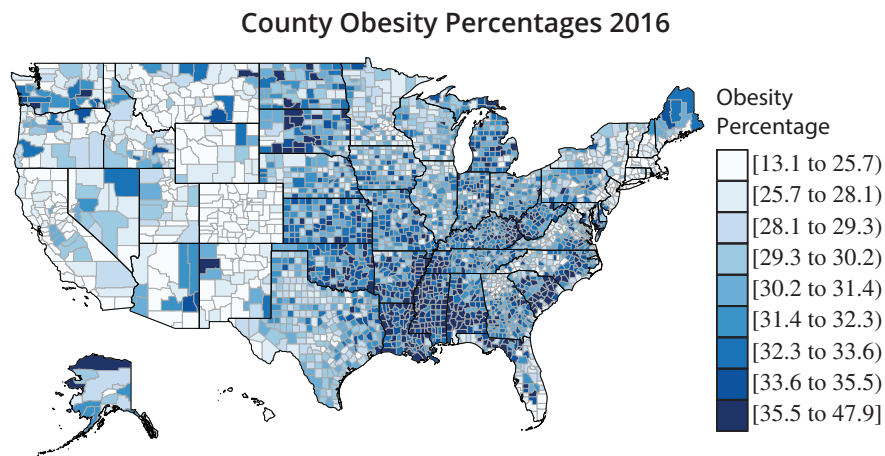 County Obesity Percentages 2016
Obesity
Percentage
[13.1 to 25.7)
[25.7 to 28.1)
[28.1 to 29.3)
[29.3 to 30.2)
[30.2 to 31.4)
[31.4 to 32.3)
[32.3 to 33.6)
[33.6 to 35.5)
[35.5 to 47.9]